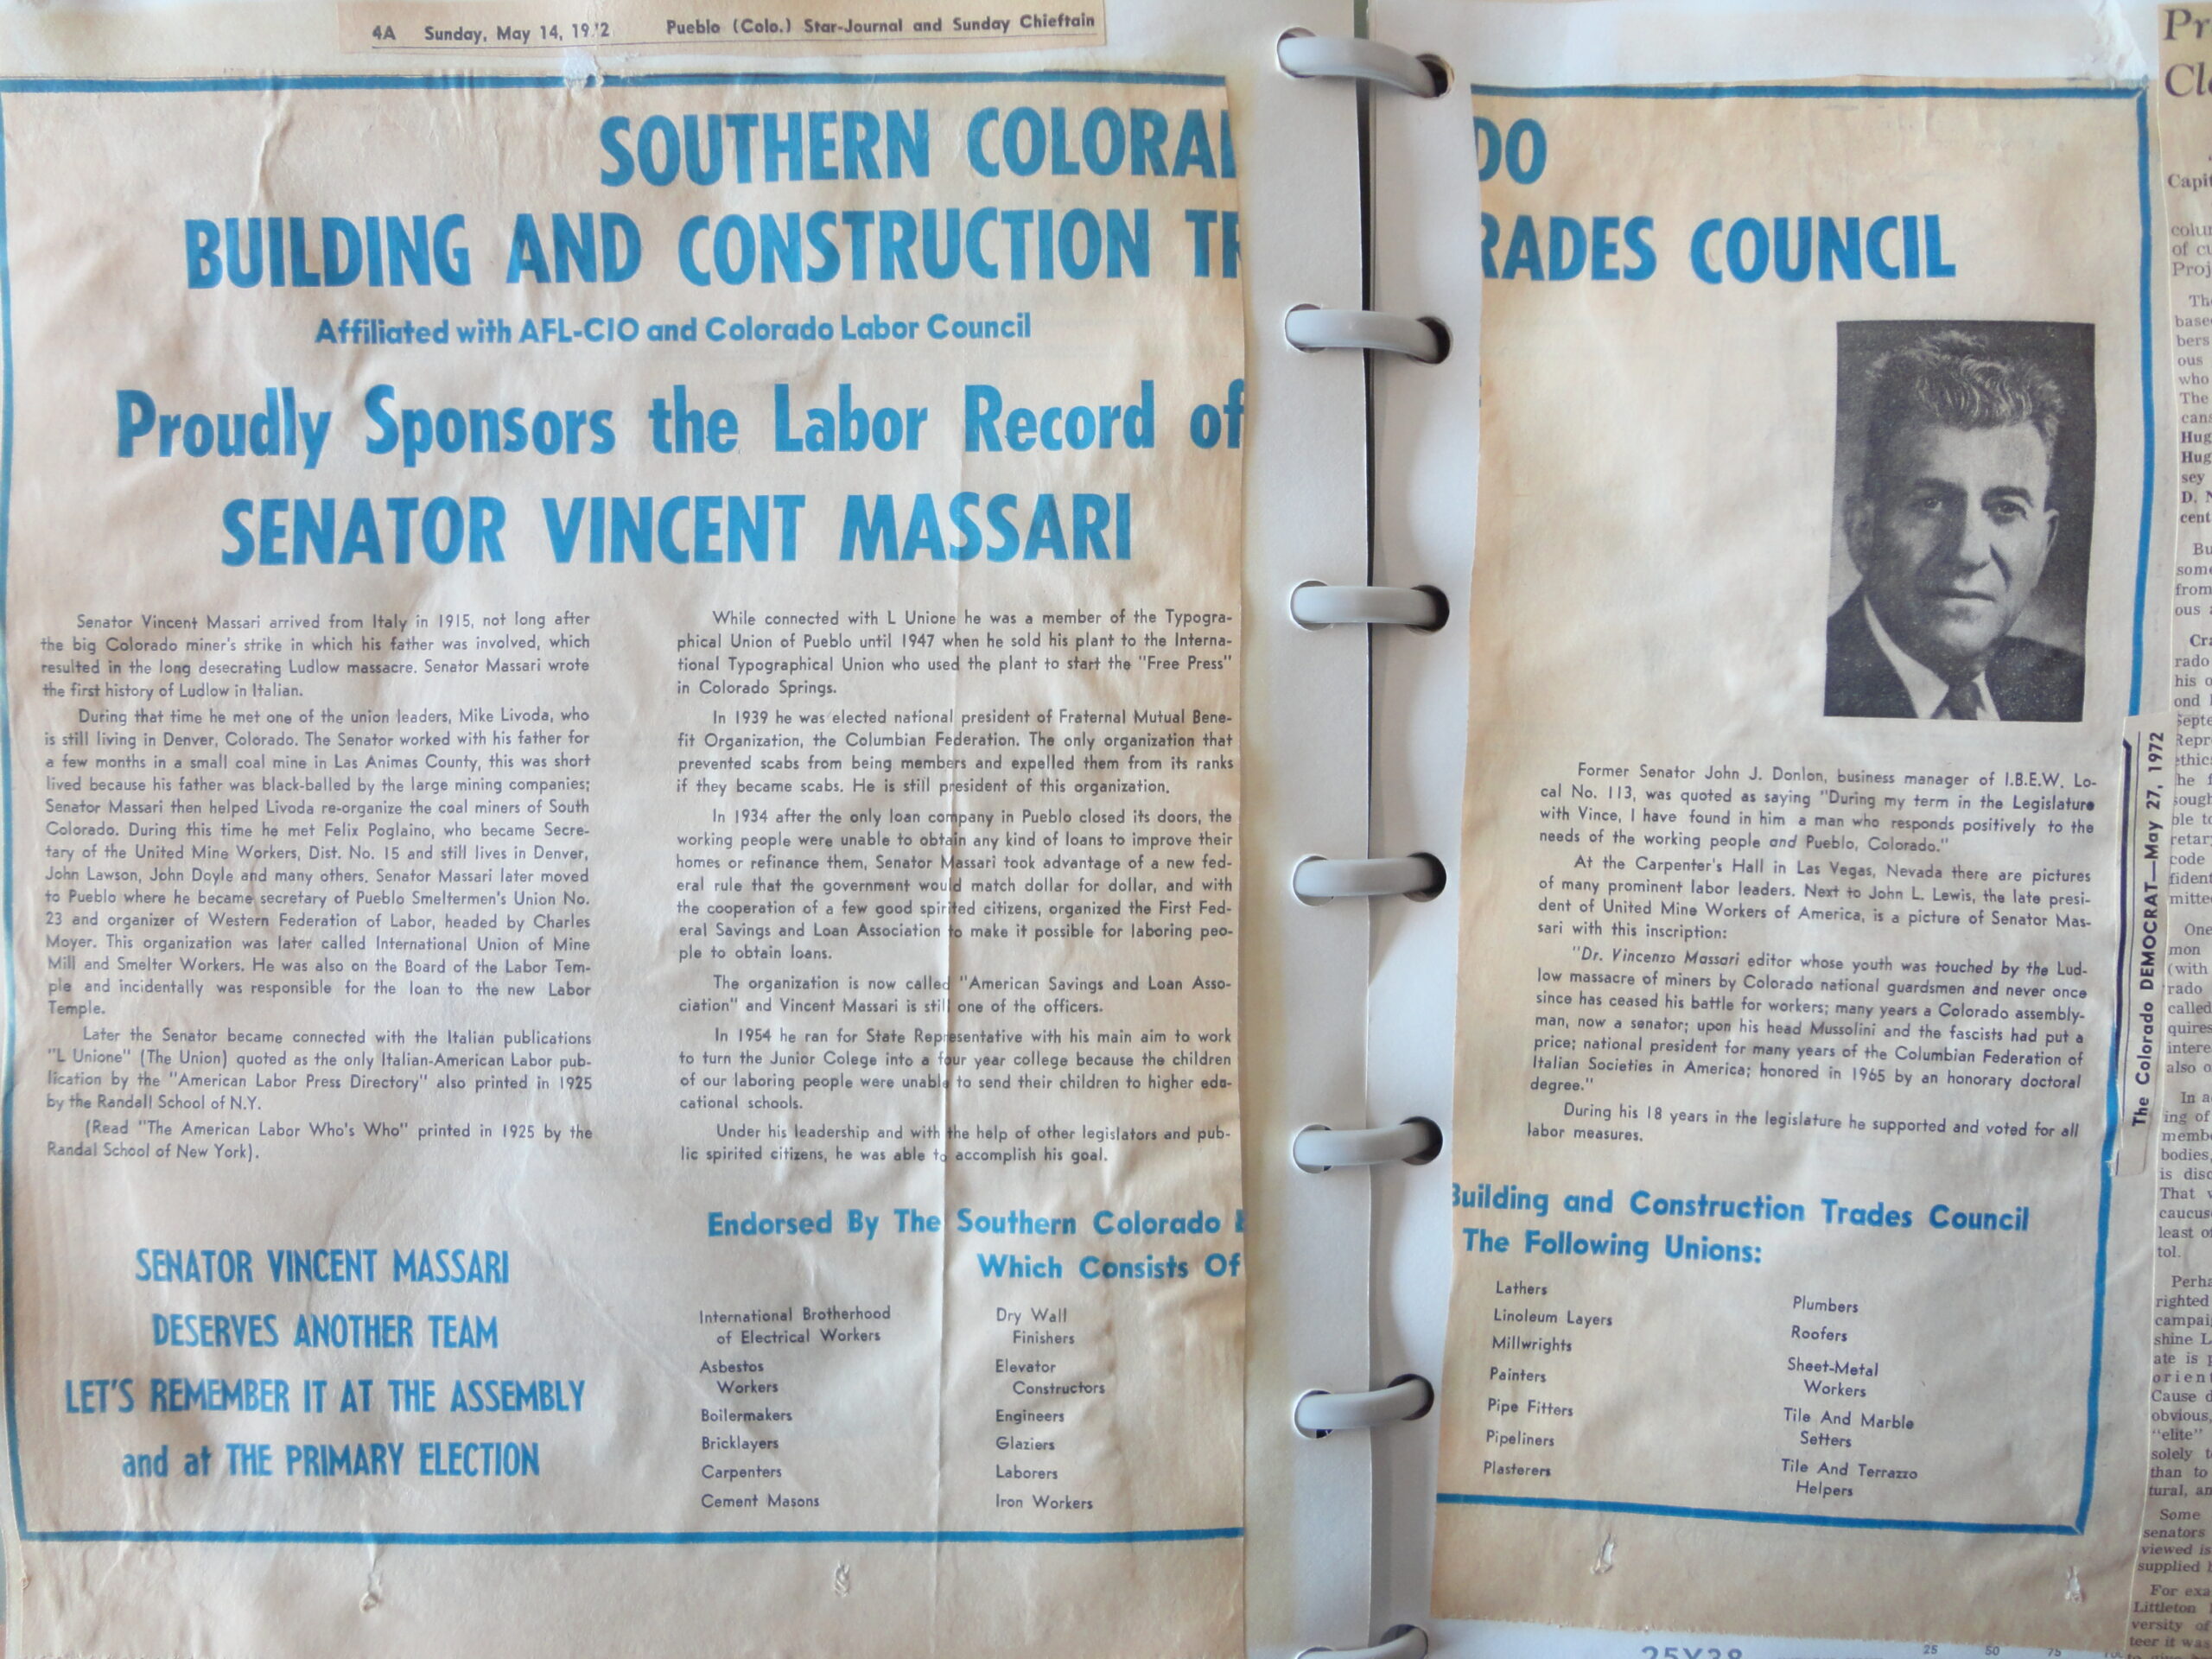 4A Sunday, May 14, 19 2 Pueblo (Colo.) Star-Journal and Sunday Chieftain
SOUTHERN COLORADO
BUILDING AND CONSTRUCTION TRADES COUNCIL
Affiliated with AFL-CIO and Colorado Labor Council
Proudly Sponsors the Labor Record of
SENATOR VINCENT MASSARI
Senator Vincent Massari arrived from Italy in 1915, not long after
the big Colorado miner's strike in which his father was involved, which
resulted in the long desecrating Ludlow massacre. Senator Massari wrote
the first history of Ludlow in Italian.
During that time he met one of the union leaders, Mike Livoda, who
is still living in Denver, Colorado. The Senator worked with his father for
a few months in a small coal mine in Las Animas County, this was short
lived because his father was black-balled by the large mining companies;
Senator Massari then helped Livoda re-organize the coal miners of South
Colorado. During this time he met Felix Poglaino, who became Secre-
tary of the United Mine Workers, Dist. No. 15 and still lives in Denver,
John Lawson, John Doyle and many others. Senator Massari later moved
to Pueblo where he became secretary of Pueblo Smeltermen's Union No.
23 and organizer of Western Federation of Labor, headed by Charles
Moyer. This organization was later called International Union of Mine
Mill and Smelter Workers. He was also on the Board of the Labor Tem-
ple and incidentally was responsible for the loan to the new Labor
Temple.
Later the Senator became connected with the Italian publications
"L Unione" (The Union) quoted as the only Italian-American Labor pub-
lication by the "American Labor Press Directory" also printed in 1925
by the Randall School of N.Y.
(Read "The American Labor Who's Who" printed in 1925 by the
Randal School of New York).
SENATOR VINCENT MASSARI
DESERVES ANOTHER TEAM
LET'S REMEMBER IT AT THE ASSEMBLY
and at THE PRIMARY ELECTION
While connected with L Unione he was a member of the Typogra-
phical Union of Pueblo until 1947 when he sold his plant to the Interna-
tional Typographical Union who used the plant to start the "Free Press"
in Colorado Springs.
In 1939 he was elected national president of Fraternal Mutual Bene-
fit Organization, the Columbian Federation. The only organization that
prevented scabs from being members and expelled them from its ranks
if they became scabs. He is still president of this organization.
In 1934 after the only loan company in Pueblo closed its doors, the
working people were unable to obtain any kind of loans to improve their
homes or refinance them, Senator Massari took advantage of a new fed-
eral rule that the government would match dollar for dollar, and with
the cooperation of a few good spirited citizens, organized the First Fed-
eral Savings and Loan Association to make it possible for laboring peo-
ple to obtain loans.
The organization is now called "American Savings and Loan Asso-
ciation" and Vincent Massari is still one of the officers.
In 1954 he ran for State Representative with his main aim to work
to turn the Junior Colege into a four year college because the children
of our laboring people were unable to send their children to higher edu-
cational schools.
Under his leadership and with the help of other legislators and pub-
lic spirited citizens, he was able to accomplish his goal.
Former Senator John J. Donlon, business manager of I.B.E.W. Lo-
cal No. 113, was quoted as saying "During my term in the Legislature
with Vince, I have found in him a man who responds positively to the
needs of the working people and Pueblo, Colorado."
At the Carpenter's Hall in Las Vegas, Nevada there are pictures
of many prominent labor leaders. Next to John L. Lewis, the late presi-
dent of United Mine Workers of America, is a picture of Senator Mas-
sari with this inscription:
"Dr. Vincenzo Massari editor whose youth was touched by the Lud-
low massacre of miners by Colorado national guardsmen and never once
since has ceased his battle for workers; many years a Colorado assembly-
man, now a senator; upon his head Mussolini and the fascists had put a
price; national president for many years of the Columbian Federation of
Italian Societies in America; honored in 1965 by an honorary doctoral
degree."
During his 18 years in the legislature he supported and voted for all
labor measures.
Endorsed By The Southern Colorado Building and Construction Trades Council
Which Consists Of The Following Unions:
International Brotherhood
of Electrical Workers
Asbestos
Workers
Boilermakers
Bricklayers
Carpenters
Cement Masons
Dry Wall
Finishers
Elevator
Constructors
Engineers
Glaziers
Laborers
Iron Workers
Lathers
Linoleum Layers
Millwrights
Painters
Pipe Fitters
Pipeliners
Plasterers
Plumbers
Roofers
Sheet-Metal
Workers
Tile And Marble
Setters
Tile And Terrazzo
Helpers
The Colorado DEMOCRAT—May 27, 1972
25X38
25 50 75